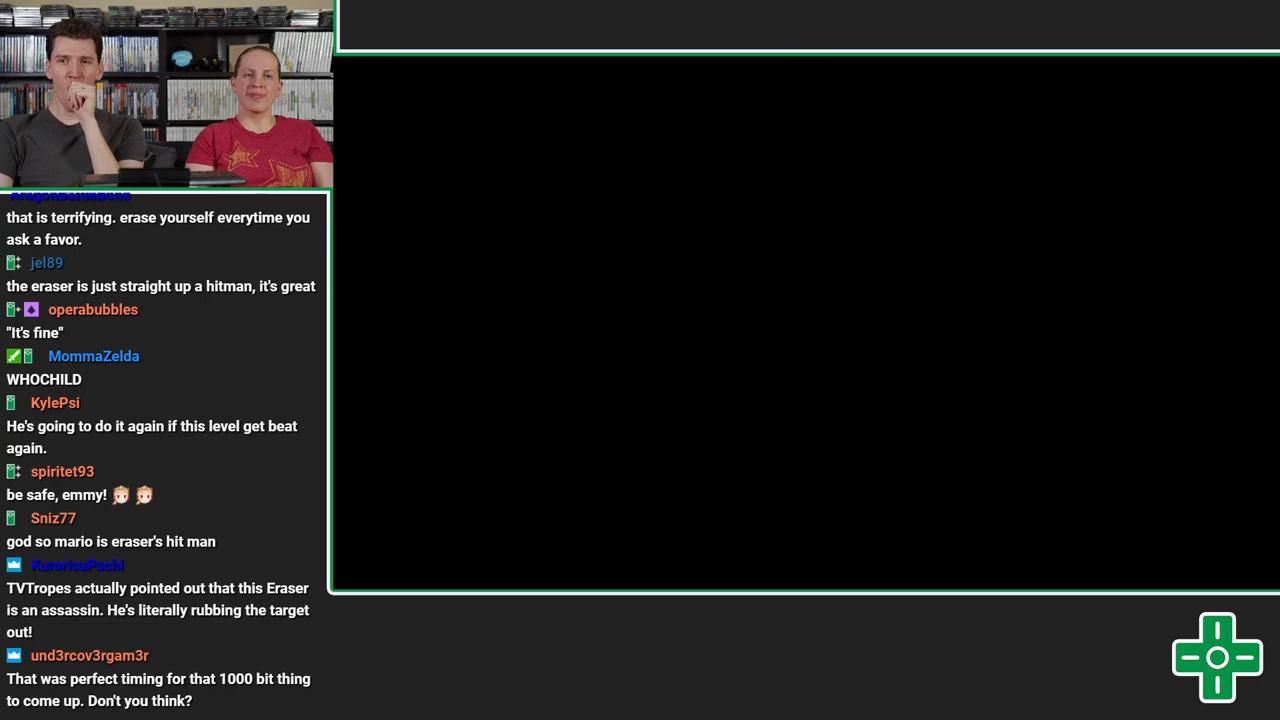 that is terrifying. erase yourself everytime you
ask a favor.
jel89
the eraser is just straight up a hitman, it's great
operabubbles
"It's fine"
MommaZelda
WHOCHILD
KylePsi
He's going to do it again if this level get beat
again.
spiritet93
be safe, emmy!
Sniz77
god so mario is eraser's hit man
KurorisuPachi
TVTropes actually pointed out that this Eraser
is an assassin. He's literally rubbing the target
out!
und3rcov3rgam3r
That was perfect timing for that 1000 bit thing
to come up. Don't you think?